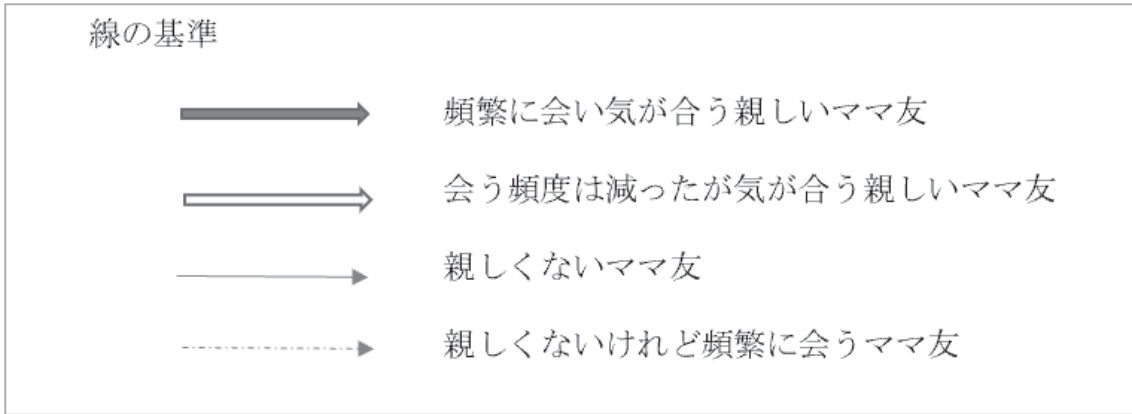 線の基準
頻繁に会い気が合う親しいママ友
会う頻度は減ったが気が合う親しいママ友
親しくないママ友
親しくないけれど頻繁に会うママ友